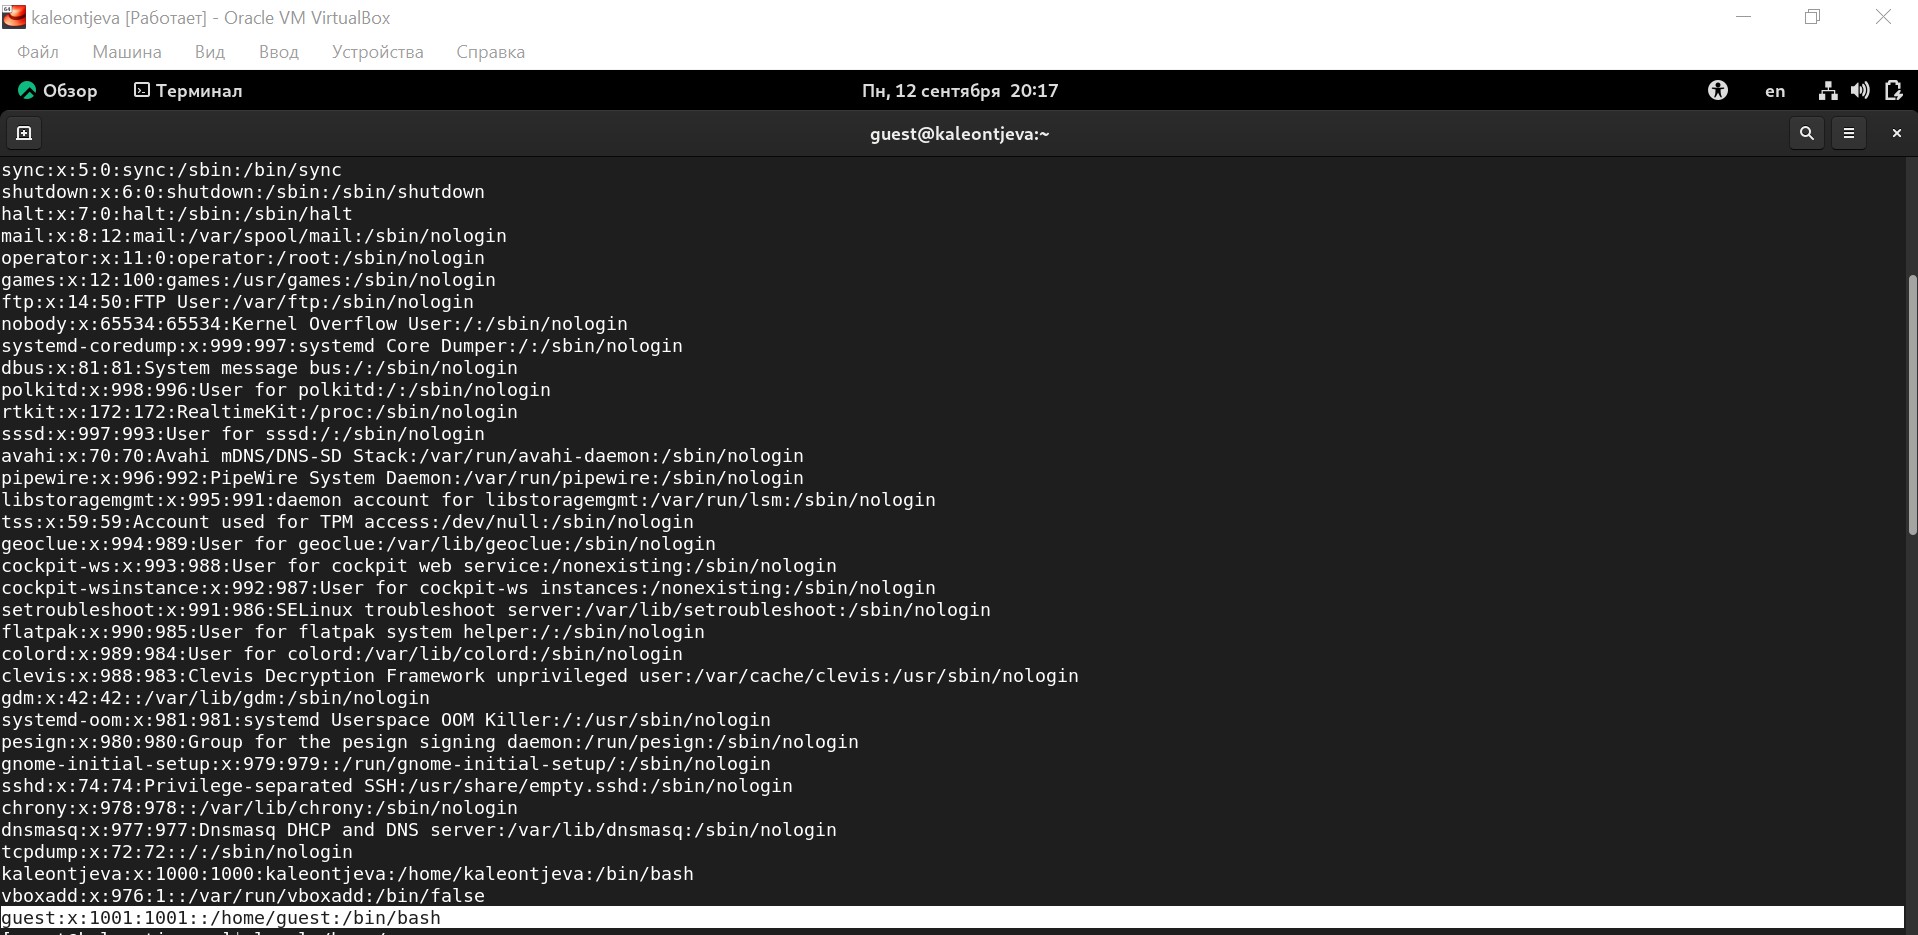 kaleontjeva [Работает] - Oracle VM VirtualBox
Файл Машина Вид Ввод Устройства Справка
Обзор Терминал Пн, 12 сентября 20:17 en
guest@kaleontjeva:~
sync:x:5:0:sync:/sbin:/bin/sync
shutdown:x:6:0:shutdown:/sbin:/sbin/shutdown
halt:x:7:0:halt:/sbin:/sbin/halt
mail:x:8:12:mail:/var/spool/mail:/sbin/nologin
operator:x:11:0:operator:/root:/sbin/nologin
games:x:12:100:games:/usr/games:/sbin/nologin
ftp:x:14:50:FTP User:/var/ftp:/sbin/nologin
nobody:x:65534:65534:Kernel Overflow User:/:/sbin/nologin
systemd-coredump:x:999:997:systemd Core Dumper:/:/sbin/nologin
dbus:x:81:81:System message bus:/:/sbin/nologin
polkitd:x:998:996:User for polkitd:/:/sbin/nologin
rtkit:x:172:172:RealtimeKit:/proc:/sbin/nologin
sssd:x:997:993:User for sssd:/:/sbin/nologin
avahi:x:70:70:Avahi mDNS/DNS-SD Stack:/var/run/avahi-daemon:/sbin/nologin
pipewire:x:996:992:PipeWire System Daemon:/var/run/pipewire:/sbin/nologin
libstoragemgmt:x:995:991:daemon account for libstoragemgmt:/var/run/lsm:/sbin/nologin
tss:x:59:59:Account used for TPM access:/dev/null:/sbin/nologin
geoclue:x:994:989:User for geoclue:/var/lib/geoclue:/sbin/nologin
cockpit-ws:x:993:988:User for cockpit web service:/nonexisting:/sbin/nologin
cockpit-wsinstance:x:992:987:User for cockpit-ws instances:/nonexisting:/sbin/nologin
setroubleshoot:x:991:986:SELinux troubleshoot server:/var/lib/setroubleshoot:/sbin/nologin
flatpak:x:990:985:User for flatpak system helper:/:/sbin/nologin
colord:x:989:984:User for colord:/var/lib/colord:/sbin/nologin
clevis:x:988:983:Clevis Decryption Framework unprivileged user:/var/cache/clevis:/usr/sbin/nologin
gdm:x:42:42::/var/lib/gdm:/sbin/nologin
systemd-oom:x:981:981:systemd Userspace OOM Killer:/:/usr/sbin/nologin
pesign:x:980:980:Group for the pesign signing daemon:/run/pesign:/sbin/nologin
gnome-initial-setup:x:979:979::/run/gnome-initial-setup/:/sbin/nologin
sshd:x:74:74:Privilege-separated SSH:/usr/share/empty.sshd:/sbin/nologin
chrony:x:978:978::/var/lib/chrony:/sbin/nologin
dnsmasq:x:977:977:Dnsmasq DHCP and DNS server:/var/lib/dnsmasq:/sbin/nologin
tcpdump:x:72:72::/:/sbin/nologin
kaleontjeva:x:1000:1000:kaleontjeva:/home/kaleontjeva:/bin/bash
vboxadd:x:976:1::/var/run/vboxadd:/bin/false
guest:x:1001:1001::/home/guest:/bin/bash